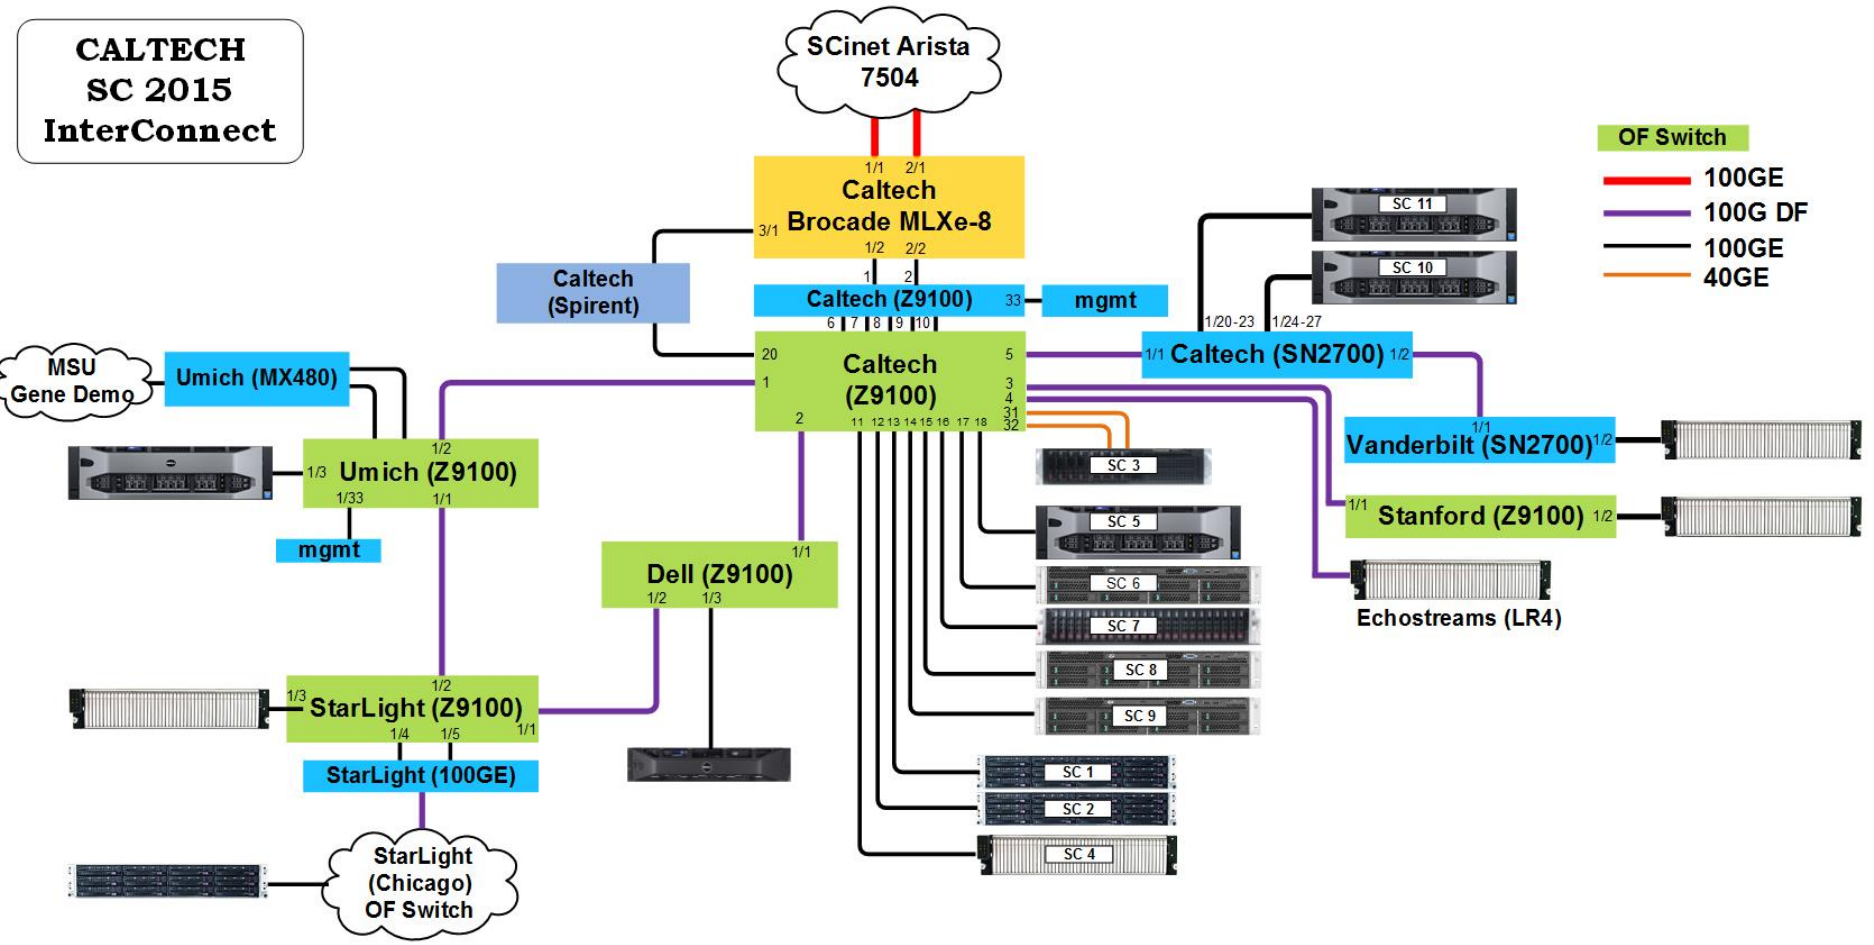 CALTECH
SC 2015
InterConnect
SCinet Arista
7504
OF Switch
100GE
100G DF
100GE
40GE
1/1 2/1
Caltech
Brocade MLXe-8
3/1
1/2 2/2
1 2
Caltech (Z9100) 33
mgmt
6 7 8 9 10
Caltech
(Spirent)
SC 11
SC 10
1/20-23 1/24-27
1/1 Caltech (SN2700) 1/2
20
1
2
Caltech
(Z9100)
5
3
4
31
32
11 12 13 14 15 16 17 18
MSU
Gene Demo
Umich (MX480)
1/2
1/3 Umich (Z9100)
1/33 1/1
mgmt
1/1
Vanderbilt (SN2700) 1/2
1/1
Stanford (Z9100) 1/2
Echostreams (LR4)
SC 3
SC 5
SC 6
SC 7
SC 8
SC 9
SC 1
SC 2
SC 4
1/1
Dell (Z9100)
1/2 1/3
1/2
1/3 StarLight (Z9100)
1/1
1/4 1/5
StarLight (100GE)
StarLight
(Chicago)
OF Switch